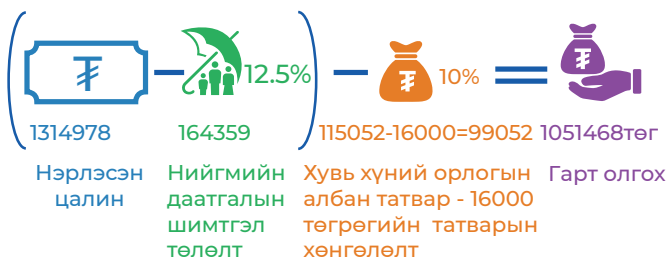 12.5%
10%
1314978
164359
115052-16000=99052
1051468төг
Нэрлэсэн
цалин
Нийгмийн
даатгалын
шимтгэл
төлөлт
Хувь хүний орлогын
албан татвар - 16000
төгрөгийн татварын
хөнгөлөлт
Гарт олгох